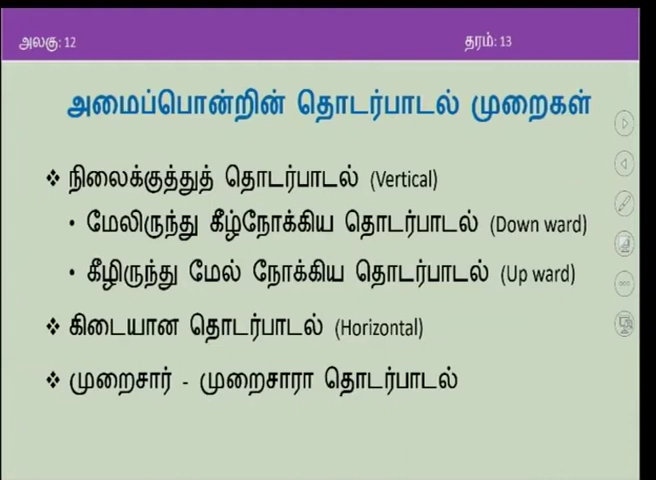 அலகு: 12 தரம்: 13
அமைப்பொன்றின் தொடர்பாடல் முறைகள்
❖ நிலைக்குத்துத் தொடர்பாடல் (Vertical)
• மேலிருந்து கீழ்நோக்கிய தொடர்பாடல் (Down ward)
• கீழிருந்து மேல் நோக்கிய தொடர்பாடல் (Up ward)
❖ கிடையான தொடர்பாடல் (Horizontal)
❖ முறைசார் - முறைசாரா தொடர்பாடல்